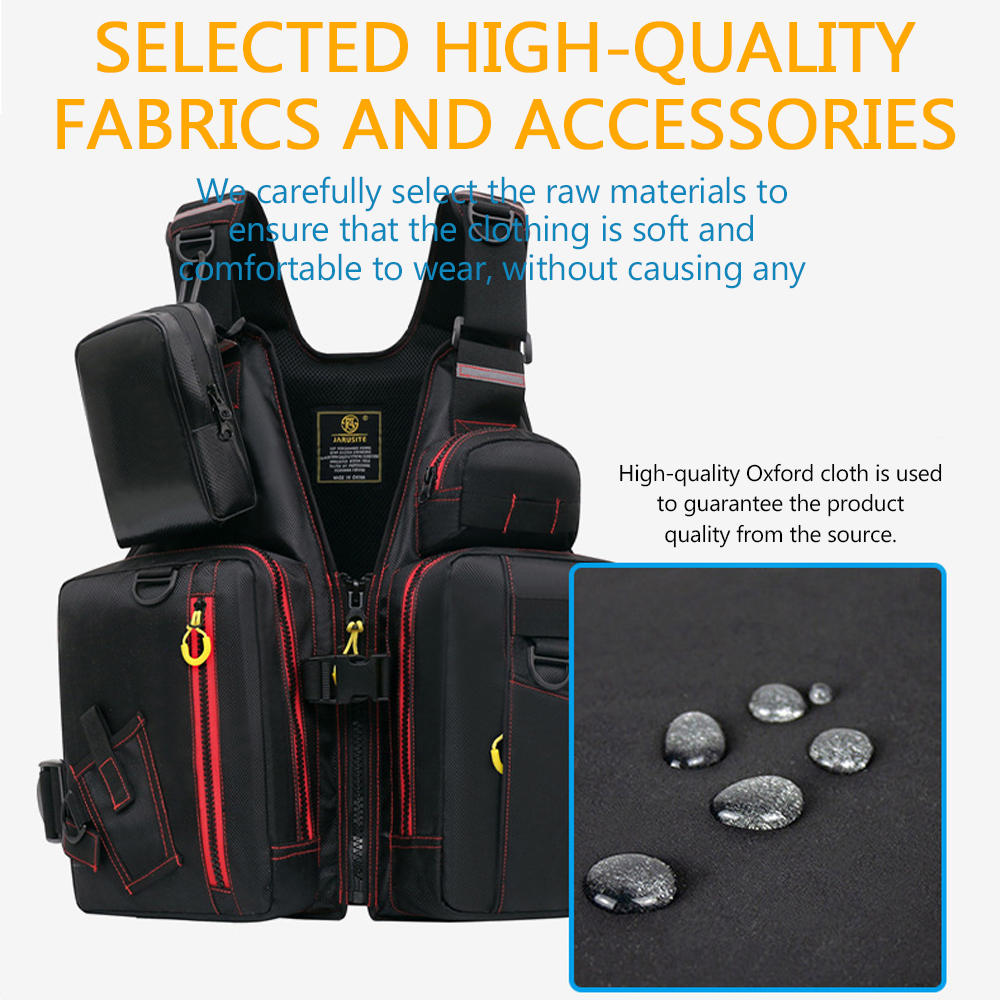 SELECTED HIGH-QUALITY
FABRICS AND ACCESSORIES
We carefully select the raw materials to
ensure that the clothing is soft and
comfortable to wear, without causing any
JARUSITE
MADE IN CHINA
High-quality Oxford cloth is used
to guarantee the product
quality from the source.